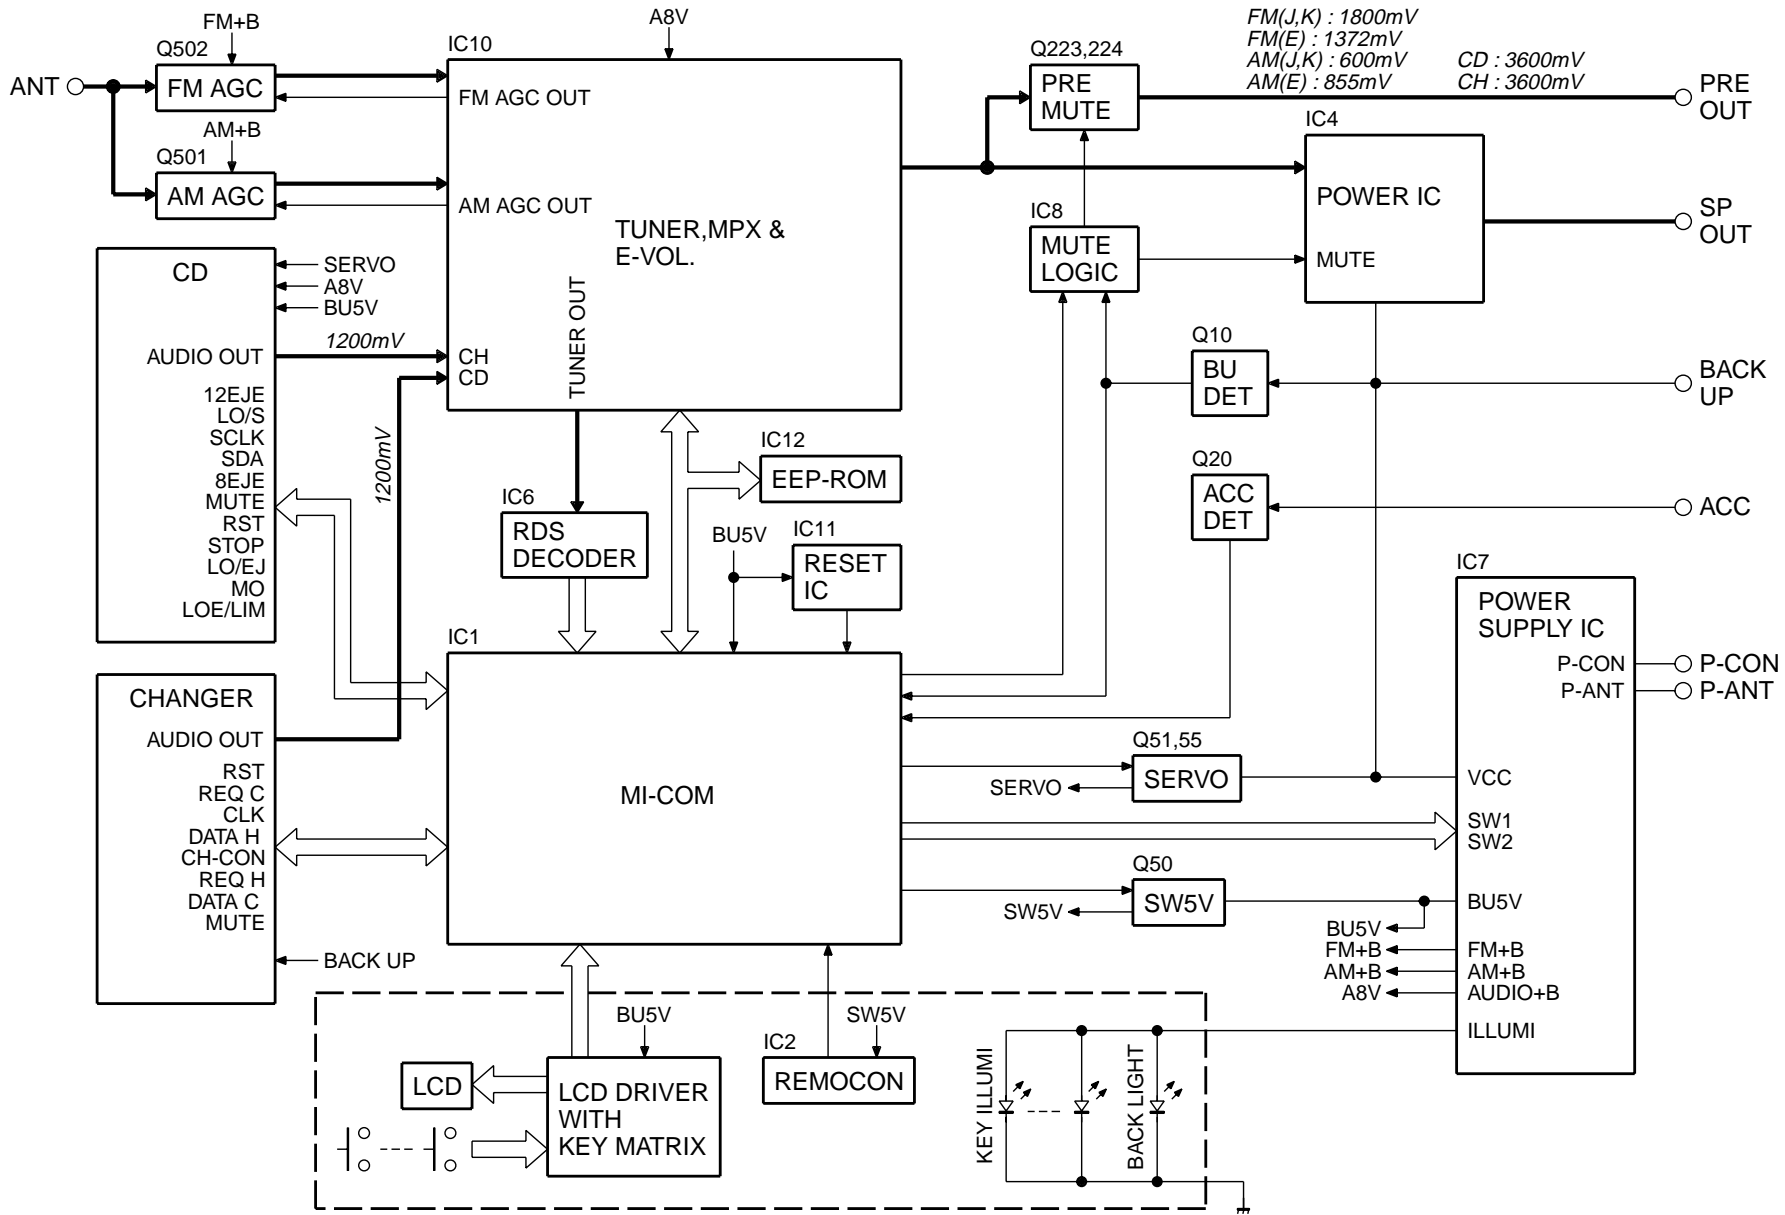 FM+B
Q502
FM AGC
ANT
AM+B
Q501
AM AGC
IC10
A8V
FM AGC OUT
AM AGC OUT
TUNER,MPX &
E-VOL.
TUNER OUT
CH
CD
Q223,224
PRE
MUTE
FM(J,K) : 1800mV
FM(E) : 1372mV
AM(J,K) : 600mV
AM(E) : 855mV
CD : 3600mV
CH : 3600mV
PRE
OUT
IC4
POWER IC
MUTE
SP
OUT
IC8
MUTE
LOGIC
CD
SERVO
A8V
BU5V
AUDIO OUT
1200mV
12EJE
LO/S
SCLK
SDA
8EJE
MUTE
RST
STOP
LO/EJ
MO
LOE/LIM
1200mV
Q10
BU
DET
BACK
UP
Q20
ACC
DET
ACC
IC12
EEP-ROM
IC6
RDS
DECODER
BU5V
IC11
RESET
IC
IC7
POWER
SUPPLY IC
P-CON
P-ANT
P-CON
P-ANT
VCC
SW1
SW2
BU5V
FM+B
AM+B
AUDIO+B
ILLUMI
BU5V
FM+B
AM+B
A8V
IC1
MI-COM
CHANGER
AUDIO OUT
RST
REQ C
CLK
DATA H
CH-CON
REQ H
DATA C
MUTE
BACK UP
Q51,55
SERVO
SERVO
Q50
SW5V
SW5V
BU5V
SW5V
IC2
REMOCON
LCD
LCD DRIVER
WITH
KEY MATRIX
KEY ILLUMI
BACK LIGHT